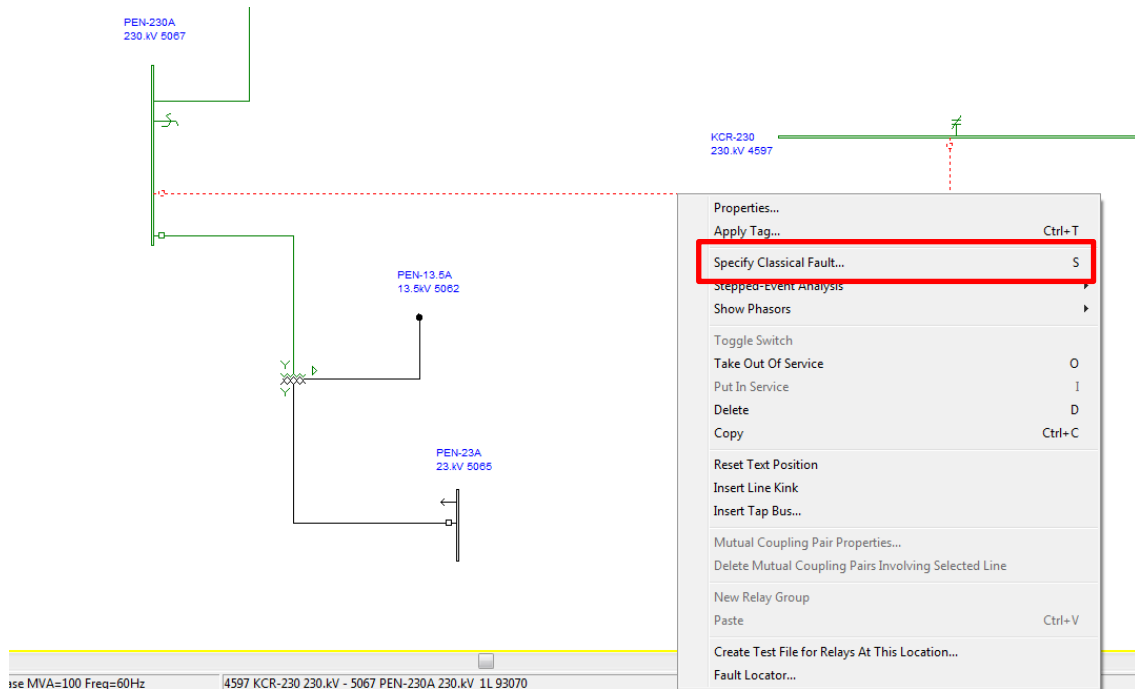 PEN-230A
230.kV 5067
KCR-230
230.kV 4597
PEN-13.5A
13.5kV 5062
PEN-23A
23.kV 5065
Properties...
Apply Tag... Ctrl+T
Specify Classical Fault... S
Stepped-Event Analysis
Show Phasors
Toggle Switch
Take Out Of Service O
Put In Service I
Delete D
Copy Ctrl+C
Reset Text Position
Insert Line Kink
Insert Tap Bus...
Mutual Coupling Pair Properties...
Delete Mutual Coupling Pairs Involving Selected Line
New Relay Group
Paste Ctrl+V
Create Test File for Relays At This Location...
Fault Locator...
ase MVA=100 Freq=60Hz 4597 KCR-230 230.kV - 5067 PEN-230A 230.kV 1L 93070